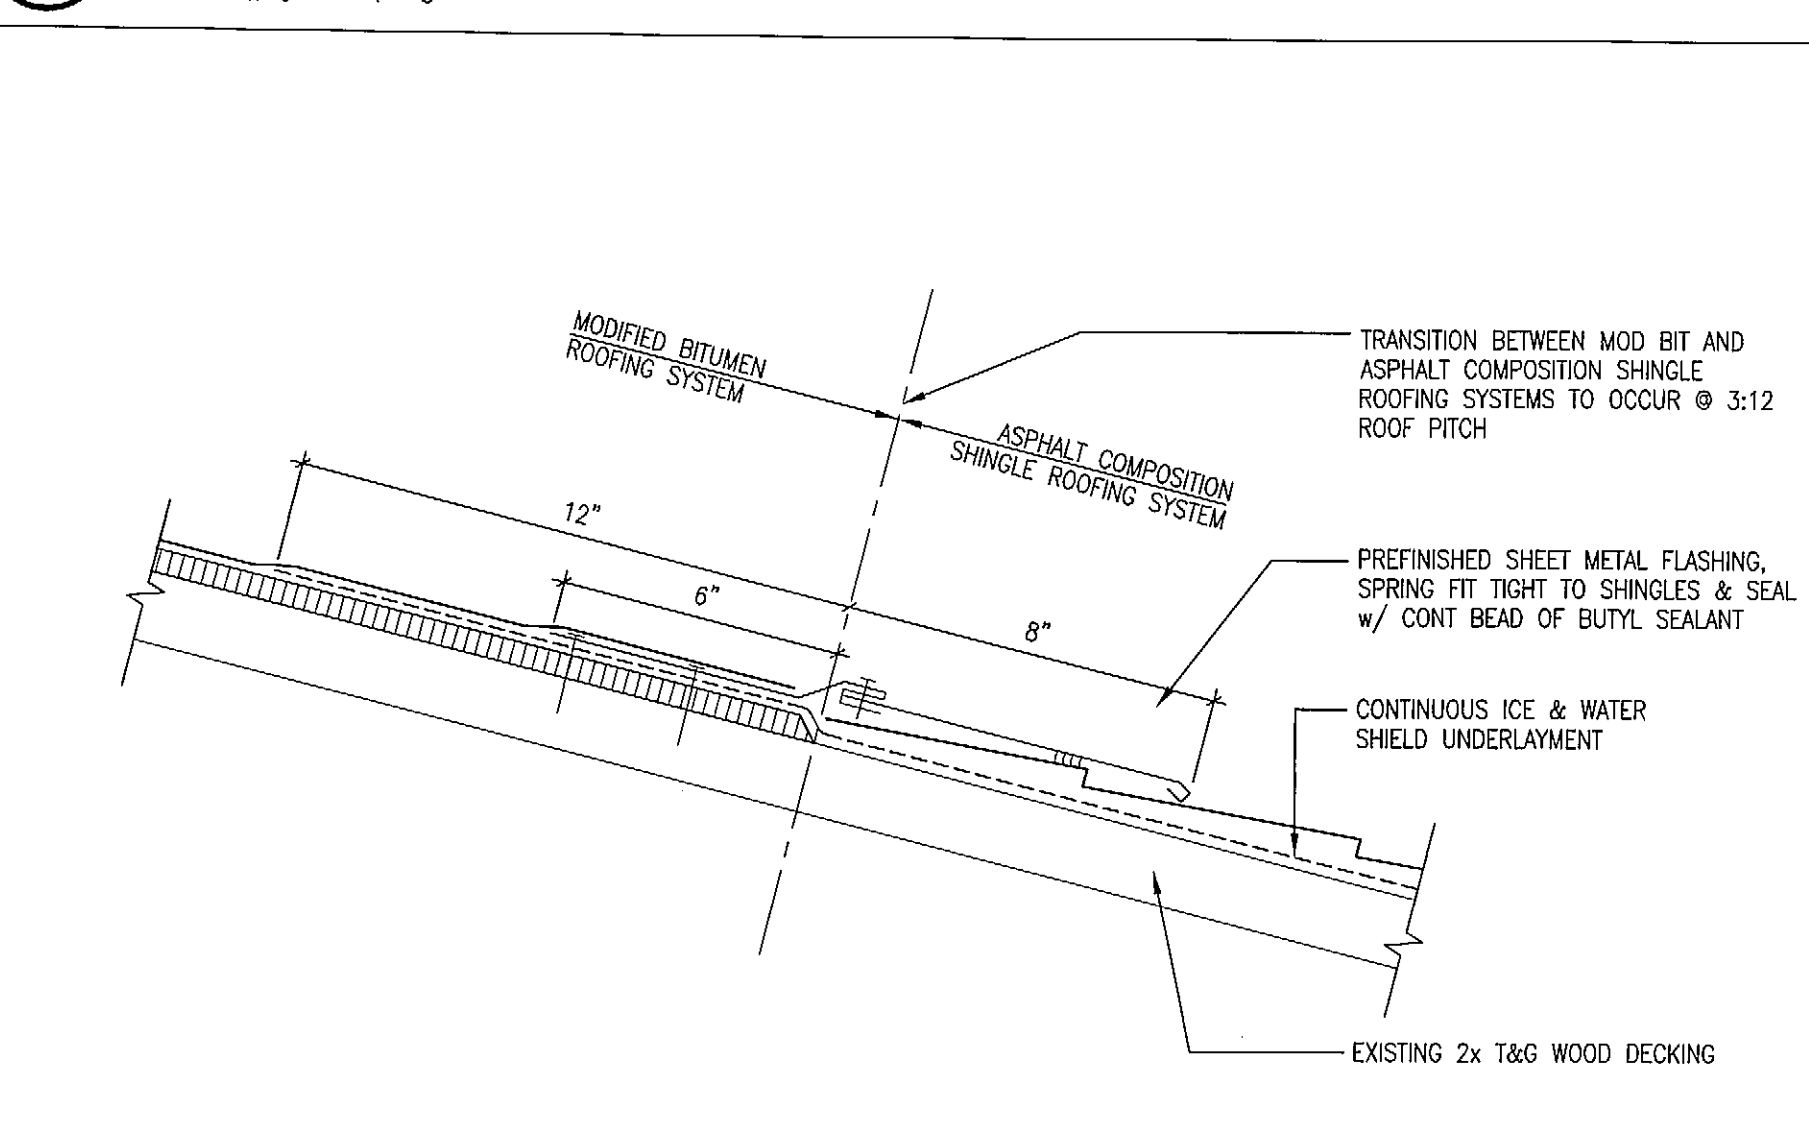 MODIFIED BITUMEN
ROOFING SYSTEM
ASPHALT COMPOSITION
SHINGLE ROOFING SYSTEM
TRANSITION BETWEEN MOD BIT AND
ASPHALT COMPOSITION SHINGLE
ROOFING SYSTEMS TO OCCUR @ 3:12
ROOF PITCH
12"
6"
8"
PREFINISHED SHEET METAL FLASHING,
SPRING FIT TIGHT TO SHINGLES & SEAL
w/ CONT BEAD OF BUTYL SEALANT
CONTINUOUS ICE & WATER
SHIELD UNDERLAYMENT
EXISTING 2x T&G WOOD DECKING